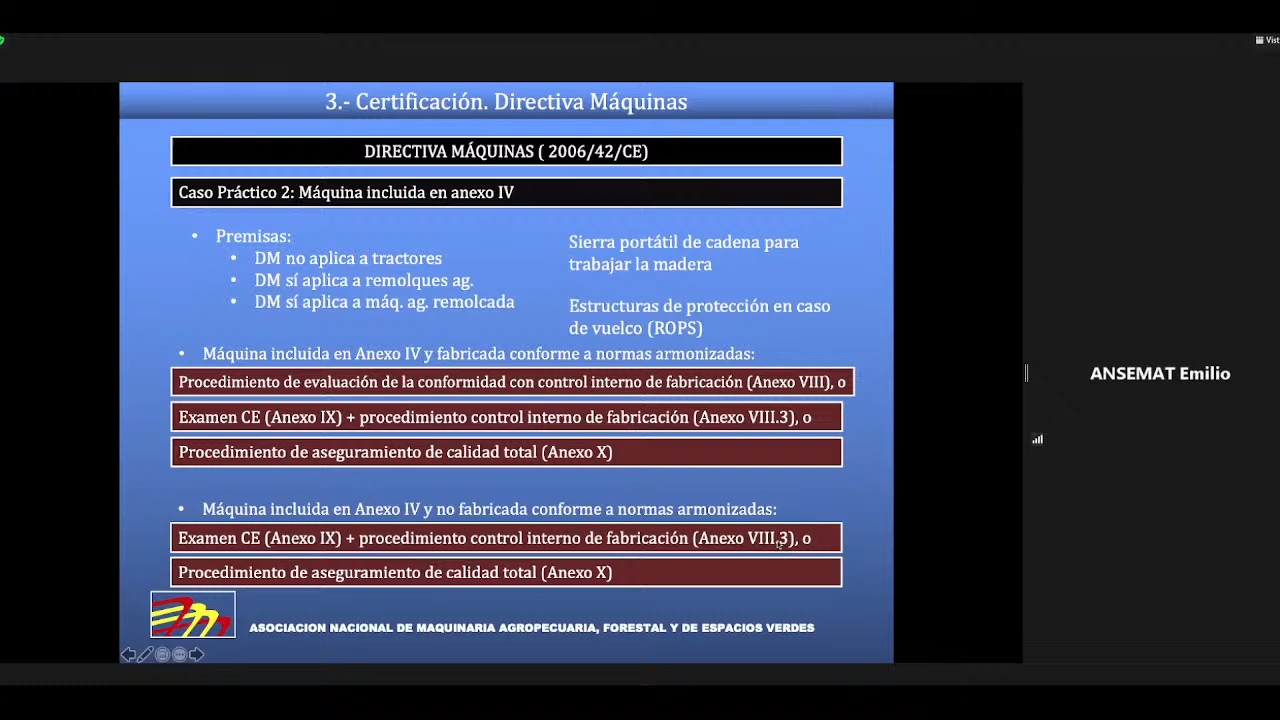 Vist
3.- Certificación. Directiva Máquinas
DIRECTIVA MÁQUINAS ( 2006/42/CE)
Caso Práctico 2: Máquina incluida en anexo IV
• Premisas:
• DM no aplica a tractores
• DM sí aplica a remolques ag.
• DM sí aplica a máq. ag. remolcada
Sierra portátil de cadena para
trabajar la madera
Estructuras de protección en caso
de vuelco (ROPS)
• Máquina incluida en Anexo IV y fabricada conforme a normas armonizadas:
Procedimiento de evaluación de la conformidad con control interno de fabricación (Anexo VIII), o
Examen CE (Anexo IX) + procedimiento control interno de fabricación (Anexo VIII.3), o
Procedimiento de aseguramiento de calidad total (Anexo X)
• Máquina incluida en Anexo IV y no fabricada conforme a normas armonizadas:
Examen CE (Anexo IX) + procedimiento control interno de fabricación (Anexo VIII.3), o
Procedimiento de aseguramiento de calidad total (Anexo X)
ASOCIACION NACIONAL DE MAQUINARIA AGROPECUARIA, FORESTAL Y DE ESPACIOS VERDES
ANSEMAT Emilio